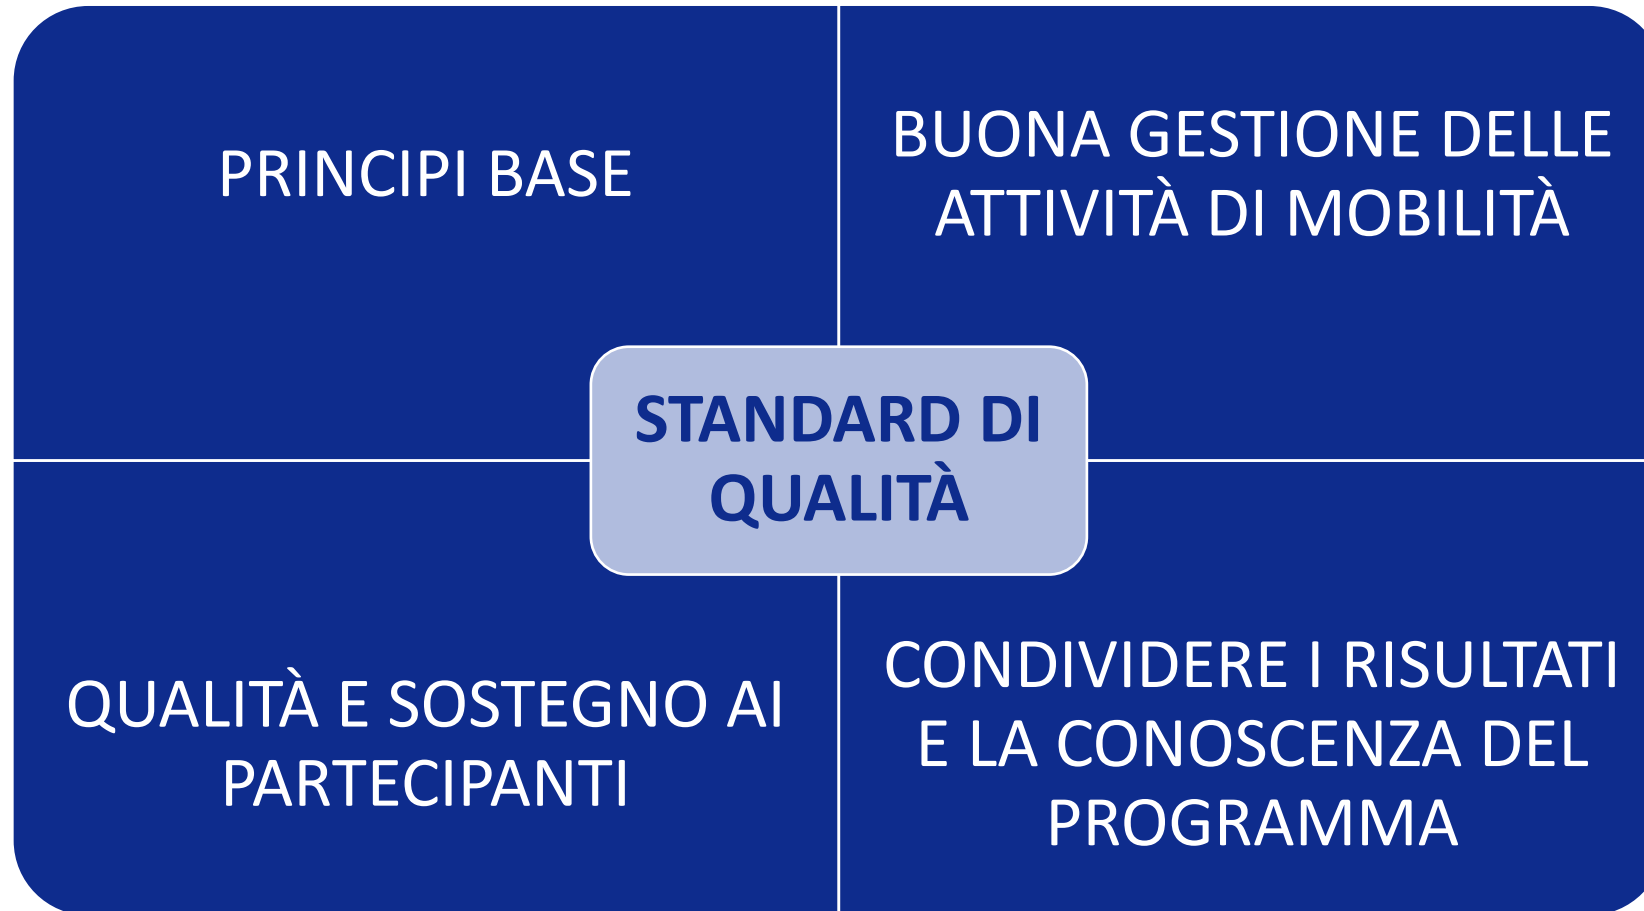 PRINCIPI BASE
BUONA GESTIONE DELLE
ATTIVITÀ DI MOBILITÀ
STANDARD DI
QUALITÀ
QUALITÀ E SOSTEGNO AI
PARTECIPANTI
CONDIVIDERE I RISULTATI
E LA CONOSCENZA DEL
PROGRAMMA